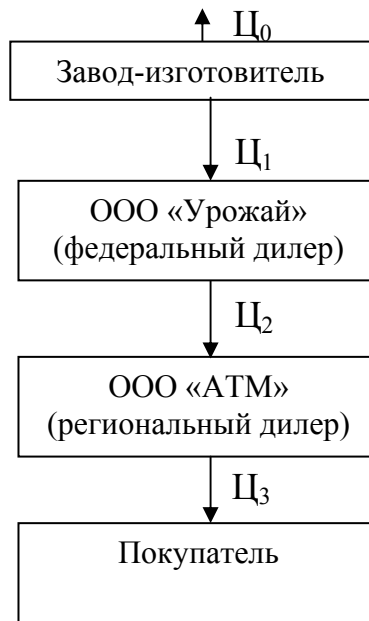 Ц₀
Завод-изготовитель
Ц₁
ООО «Урожай»
(федеральный дилер)
Ц₂
ООО «АТМ»
(региональный дилер)
Ц₃
Покупатель